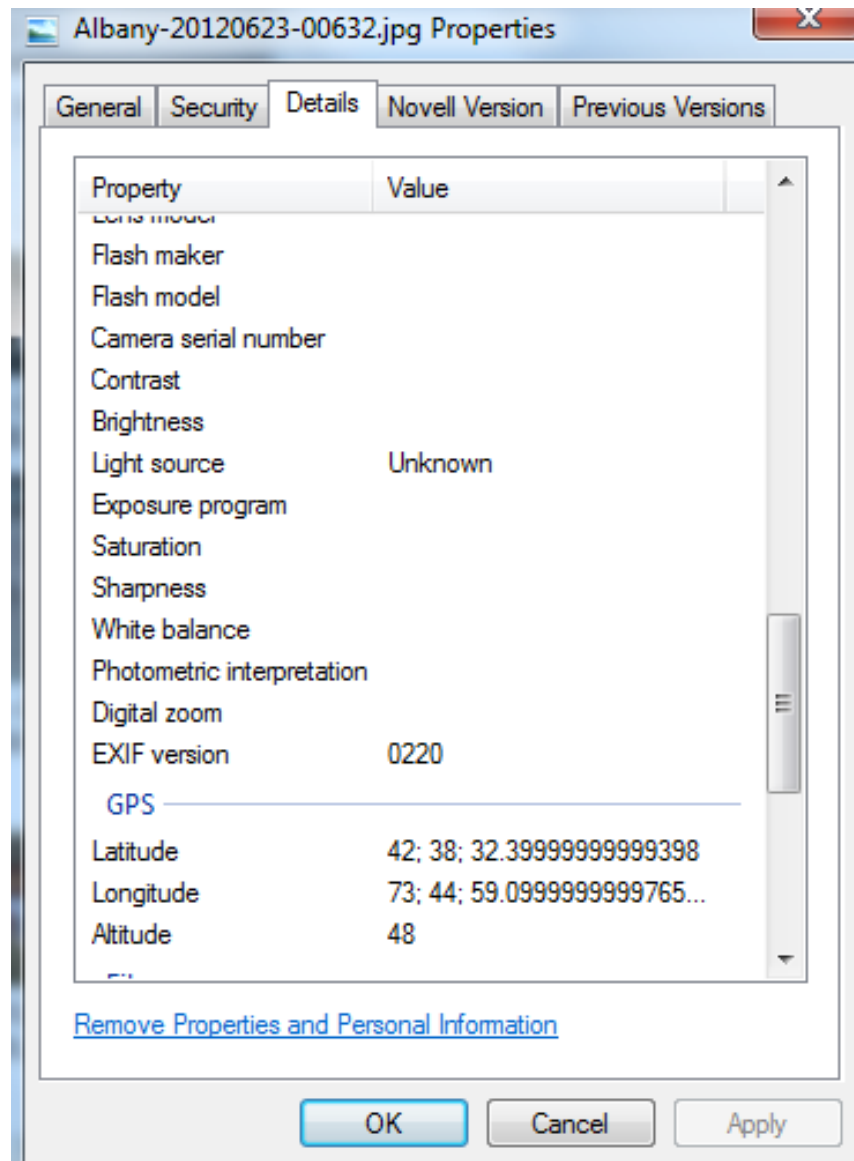 Albany-20120623-00632.jpg Properties
General Security Details Novell Version Previous Versions
Property Value
Lens model
Flash maker
Flash model
Camera serial number
Contrast
Brightness
Light source Unknown
Exposure program
Saturation
Sharpness
White balance
Photometric interpretation
Digital zoom
EXIF version 0220
GPS
Latitude 42; 38; 32.39999999999398
Longitude 73; 44; 59.0999999999765...
Altitude 48
Remove Properties and Personal Information
OK Cancel Apply